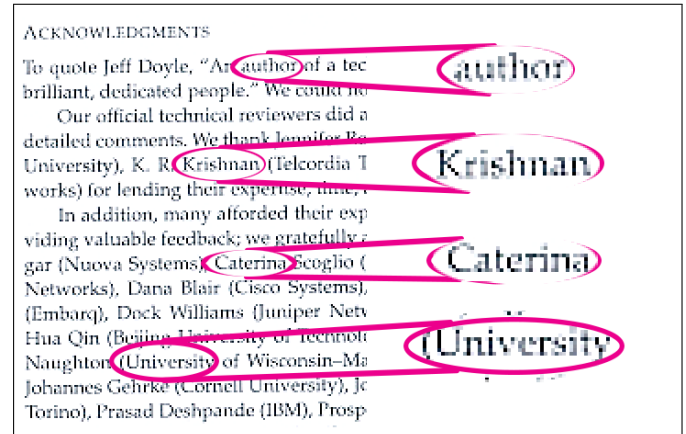 ACKNOWLEDGMENTS
To quote Jeff Doyle, "An author of a tec
brilliant, dedicated people." We could
Our official technical reviewers did a
detailed comments. We thank Jennifer
University), K. R. Krishnan (Telcordia T
works) for lending their expertise, time,
In addition, many afforded their exp
viding valuable feedback; we gratefully a
gar (Nuova Systems), Caterina Scoglio (
Networks), Dana Blair (Cisco Systems),
(Embarq), Dock Williams (Juniper Netw
Hua Qin (Beijing University of Technol
Naughton (University of Wisconsin–Ma
Johannes Gehrke (Cornell University), Jo
Torino), Prasad Deshpande (IBM), Prosp
author
Krishnan
Caterina
(University